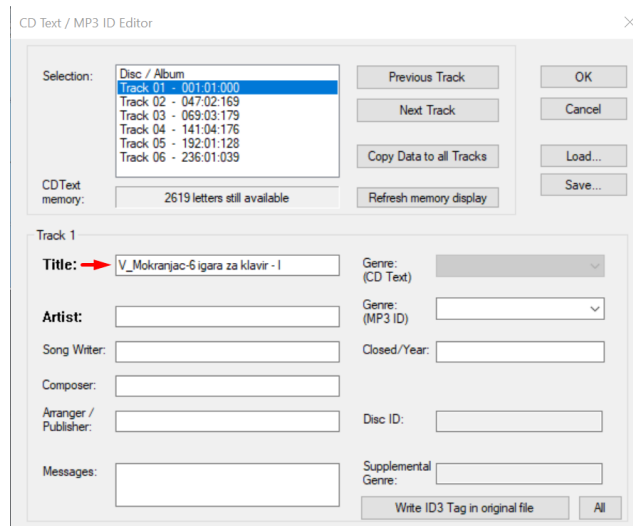 CD Text / MP3 ID Editor
Selection:
Disc / Album
Track 01 - 001:01:000
Track 02 - 047:02:169
Track 03 - 069:03:179
Track 04 - 141:04:176
Track 05 - 192:01:128
Track 06 - 236:01:039
Previous Track
OK
Next Track
Cancel
Copy Data to all Tracks
Load...
CDText
memory:
2619 letters still available
Refresh memory display
Save...
Track 1
Title:
V_Mokranjac-6 igara za klavir - I
Genre:
(CD Text)
Artist:
Genre:
(MP3 ID)
Song Writer:
Closed/Year:
Composer:
Arranger /
Publisher:
Disc ID:
Messages:
Supplemental
Genre:
Write ID3 Tag in original file
All